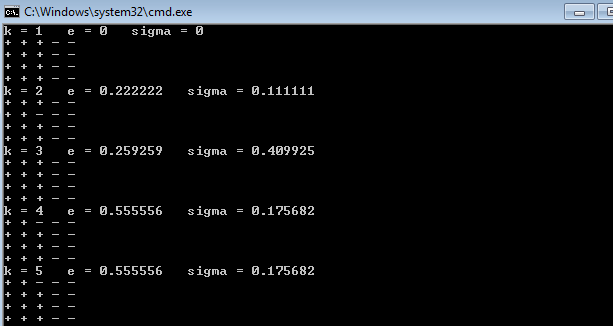 C:\Windows\system32\cmd.exe
k = 1 e = 0 sigma = 0
+ + + - -
+ + + - -
+ + + - -
+ + + - -
k = 2 e = 0.222222 sigma = 0.111111
+ + + - -
+ - - - -
+ + + - -
+ + + - -
k = 3 e = 0.259259 sigma = 0.409925
+ + + - -
+ + + - -
+ + + - -
+ + + - -
k = 4 e = 0.555556 sigma = 0.175682
+ + - - -
+ + + - -
+ + + - -
+ + + - -
k = 5 e = 0.555556 sigma = 0.175682
+ + + - -
+ - - - -
+ + + - -
+ + + - -